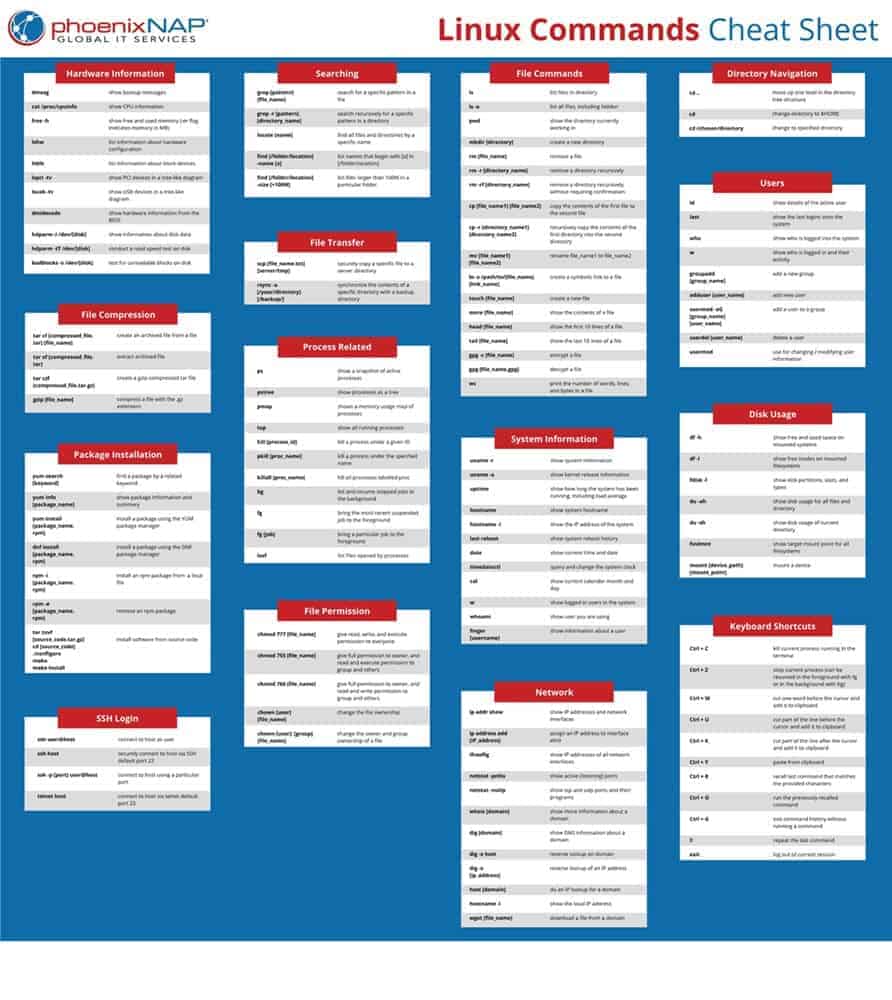 phoenixNAP
GLOBAL IT SERVICES
Linux Commands Cheat Sheet
Hardware Information
dmesg show bootup messages
cat /proc/cpuinfo show CPU information
free -h show free and used memory
indicates memory in MB)
lshw list information about hardware
configuration
lsblk list information about block devices
lspci -tv show PCI devices in a tree-like diagram
lsusb -tv show USB devices in a tree-like
diagram
dmidecode show hardware information from the
BIOS
hdparm -i /dev/[disk] show information about disk data
hdparm -tT /dev/[disk] conduct a read speed test on disk
badblocks -s /dev/[disk] test for unreadable blocks on disk
File Compression
tar cf [compressed_file. create an archived file from a file
tar] [file_name]
tar xf [compressed_file. extract archived file
tar]
tar czf create a gzip compressed tar file
[compressed_file.tar.gz]
gzip [file_name] compress a file with the .gz
extension
Package Installation
yum search find a package by a related
[keyword] keyword
yum info show package information and
[package_name] summary
yum install install a package using the YUM
[package_name. package manager
rpm]
dnf install install a package using the DNF
[package_name. package manager
rpm]
rpm -i install an rpm package from a local
[package_name. file
rpm]
rpm -e
[package_name. remove an rpm package
rpm]
tar zxvf
[source_code.tar.gz] install software from source code
cd [source_code]
./configure
make
make install
SSH Login
ssh user@host connect to host as user
ssh host securely connect to host via SSH
default port 22
ssh -p [port] user@host connect to host using a particular
port
telnet host connect to host via telnet default
port 23
Searching
grep [pattern] search for a specific pattern in a
[file_name] file
grep -r [pattern] search recursively for a specific
[directory_name] pattern in a directory
locate [name] find all files and directories by a
specific name
find [/folder/location] list names that begin with [a] in
-name [a] [/folder/location]
find [/folder/location] list files larger than 100M in a
-size [+100M] particular folder
File Transfer
scp [file_name.txt] securely copy a specific file to a
[server/tmp] server directory
rsync -a synchronize the contents of a
[/your/directory] specific directory with a backup
[/backup/] directory
Process Related
ps show a snapshot of active
processes
pstree show processes as a tree
pmap shows a memory usage map of
processes
top show all running processes
kill [process_id] kill a process under a given ID
pkill [proc_name] kill a process under the specified
name
killall [proc_name] kill all processes labelled proc
bg list and resume stopped jobs in
the background
fg bring the most recent suspended
job to the foreground
fg [job] bring a particular job to the
foreground
lsof list files opened by processes
File Permission
chmod 777 [file_name] give read, write, and execute
permission to everyone
chmod 755 [file_name] give full permission to owner, and
read and execute permission to
group and others
chmod 766 [file_name] give full permission to owner, and
read and write permission to
group and others
chown [user] change the file ownership
[file_name]
chown [user]:[group] change the owner and group
[file_name] ownership of a file
File Commands
ls list files in directory
ls -a list all files, including hidden
pwd show the directory currently
working in
mkdir [directory] create a new directory
rm [file_name] remove a file
rm -r [directory_name] remove a directory recursively
rm -rf [directory_name] remove a directory recursively
without requiring confirmation
cp [file_name1] [file_name2] copy the contents of the first file to
the second file
cp -r [directory_name1] recursively copy the contents of the
[directory_name2] first directory into the second
directory
mv [file_name1] rename file_name1 to file_name2
[file_name2]
ln -s /path/to/[file_name] create a symbolic link to a file
[link_name]
touch [file_name] create a new file
more [file_name] show the contents of a file
head [file_name] show the first 10 lines of a file
tail [file_name] show the last 10 lines of a file
gpg -c [file_name] encrypt a file
gpg [file_name.gpg] decrypt a file
wc print the number of words, lines,
and bytes in a file
System Information
uname -r show system information
uname -a show kernel release information
uptime show how long the system has been
running, including load average
hostname show system hostname
hostname -i show the IP address of the system
last reboot show system reboot history
date show current time and date
timedatectl query and change the system clock
cal show current calendar month and
day
w show logged in users in the system
whoami show user you are using
finger show information about a user
[username]
Network
ip addr show show IP addresses and network
interfaces
ip address add assign an IP address to interface
[IP_address]
ifconfig show IP addresses of all network
interfaces
netstat -pnltu show active (listening) ports
netstat -nutlp show tcp and udp ports and their
programs
whois [domain] show more information about a
domain
dig [domain] show DNS information about a
domain
dig -x host reverse lookup on domain
dig -x reverse lookup of an IP address
[ip_address]
host [domain] do an IP lookup for a domain
hostname -I show the local IP address
wget [file_name] download a file from a domain
Directory Navigation
cd .. move up one level in the directory
tree structure
cd change directory to $HOME
cd /chosen/directory change to specified directory
Users
id show details of the active user
last show the last logins onto the
system
who show who is logged into the system
w show who is logged in and their
activity
groupadd add a new group
[group_name]
adduser [user_name] add new user
usermod -aG add a user to a group
[group_name]
[user_name]
userdel [user_name] delete a user
usermod use for changing / modifying user
information
Disk Usage
df -h show free and used space on
mounted systems
df -i show free inodes on mounted
filesystems
fdisk -l show disk partitions, sizes, and
types
du -ah show disk usage for all files and
directory
du -sh show disk usage of current
directory
findmnt show target mount point for all
filesystems
mount [device_path] mount a device
[mount_point]
Keyboard Shortcuts
Ctrl + C kill current process running in the
terminal
Ctrl + Z stop current process (can be
resumed in the foreground with fg
or in the background with bg)
Ctrl + W cut one word before the cursor and
add it to clipboard
Ctrl + U cut part of the line before the
cursor and add it to clipboard
Ctrl + K cut part of the line after the cursor
and add it to clipboard
Ctrl + Y paste from clipboard
Ctrl + R recall last command that matches
the provided characters
Ctrl + O run the previously recalled
command
Ctrl + G exit command history without
running a command
repeat the last command
exit log out of current session